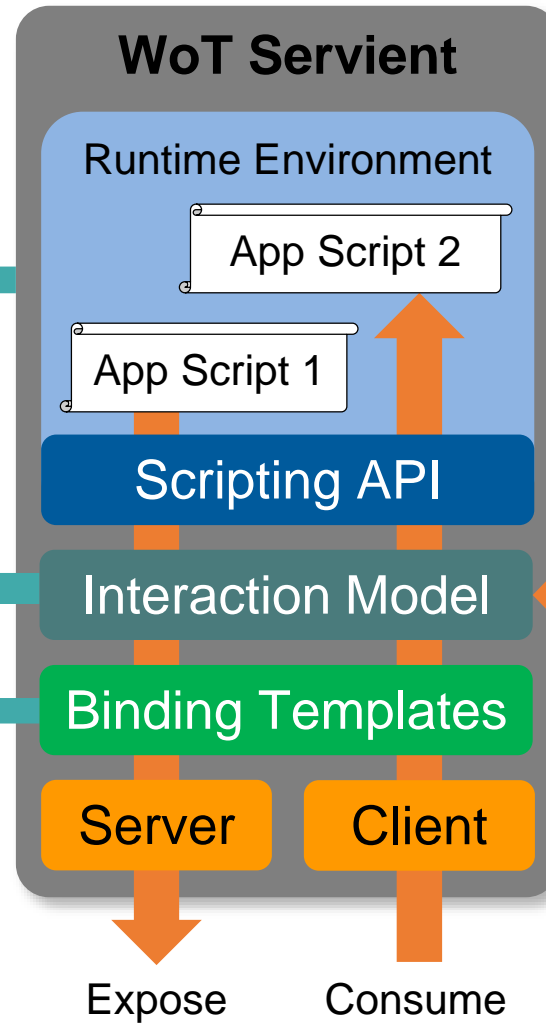 WoT Servient
Runtime Environment
App Script 2
App Script 1
Scripting API
Interaction Model
Binding Templates
Server
Client
Expose
Consume